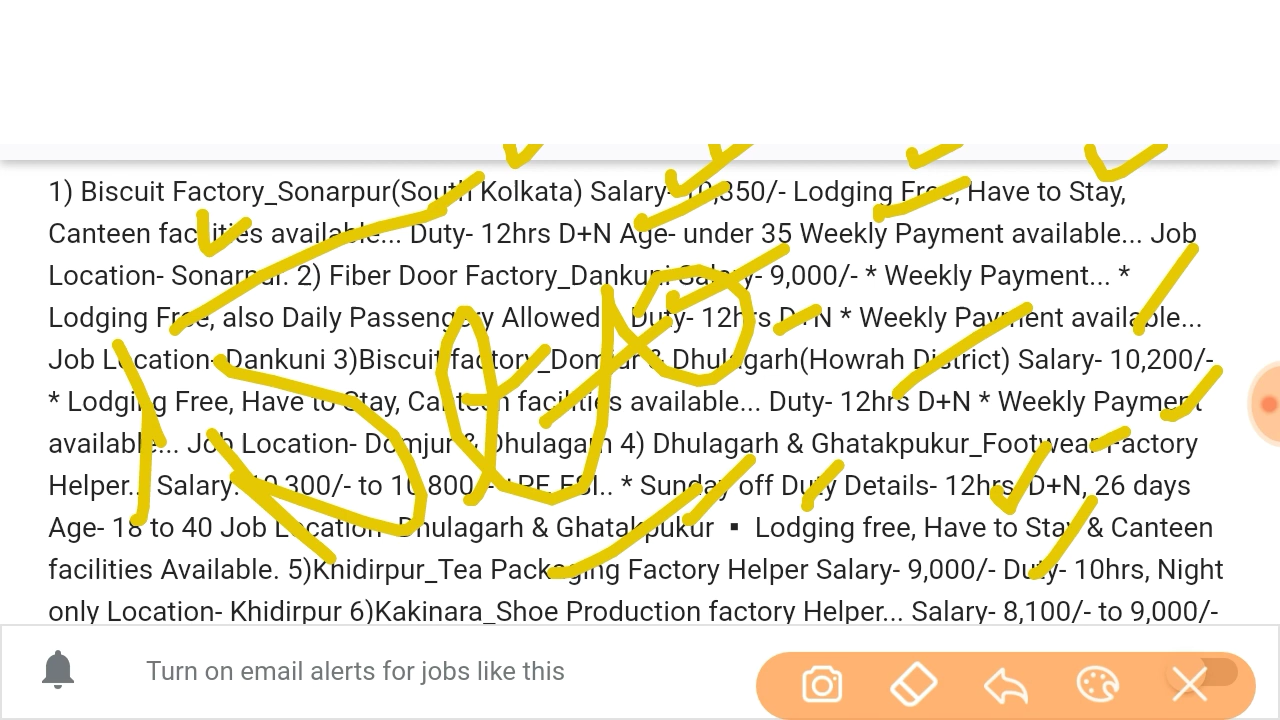 1) Biscuit Factory_Sonarpur(South Kolkata) Salary- 10,350/- Lodging Free, Have to Stay,
Canteen facilities available... Duty- 12hrs D+N Age- under 35 Weekly Payment available... Job
Location- Sonarpur. 2) Fiber Door Factory_Dankuni Salary- 9,000/- * Weekly Payment... *
Lodging Free, also Daily Passengery Allowed Duty- 12hrs D+N * Weekly Payment available...
Job Location-Dankuni 3)Biscuit factory_Domjur & Dhulagarh(Howrah District) Salary- 10,200/-
* Lodging Free, Have to Stay, Canteen facilities available... Duty- 12hrs D+N * Weekly Payment
available... Job Location- Domjur & Dhulagarh 4) Dhulagarh & Ghatakpukur_Footwear Factory
Helper.. Salary. 10,300/- to 10,800 PF ESI.. * Sunday off Duty Details- 12hrs D+N, 26 days
Age- 18 to 40 Job Location- Dhulagarh & Ghatakpukur ▪ Lodging free, Have to Stay & Canteen
facilities Available. 5)Khidirpur_Tea Packaging Factory Helper Salary- 9,000/- Duty- 10hrs, Night
only Location- Khidirpur 6)Kakinara_Shoe Production factory Helper... Salary- 8,100/- to 9,000/-
Turn on email alerts for jobs like this